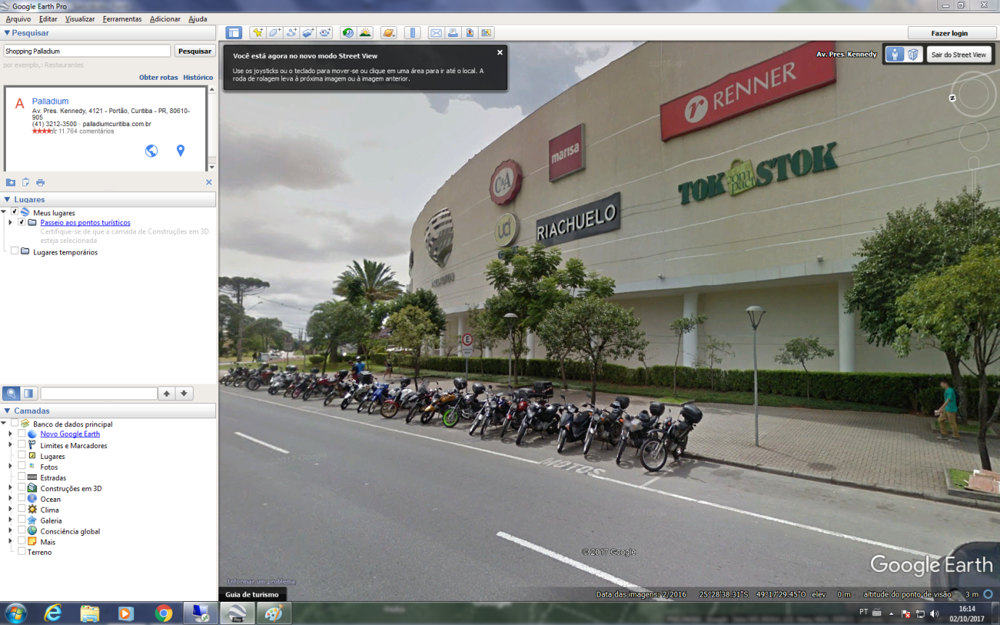 Google Earth Pro
Arquivo Editar Visualizar Ferramentas Adicionar Ajuda
Pesquisar
Fazer login
Shopping Palladium
Pesquisar
por exemplo,: Restaurantes
Obter rotas Histórico
A Palladium
Av. Pres. Kennedy, 4121 - Portão, Curitiba - PR, 80610-
905
(41) 3212-3500 · palladiumcuritiba.com.br
11.764 comentários
Lugares
Meus lugares
Passeio aos pontos turísticos
Certifique-se de que a camada de Construções em 3D
esteja selecionada
Lugares temporários
Camadas
Banco de dados principal
Novo Google Earth
Limites e Marcadores
Lugares
Fotos
Estradas
Construções em 3D
Ocean
Clima
Galeria
Consciência global
Mais
Terreno
Você está agora no novo modo Street View
Use os joysticks ou o teclado para mover-se ou clique em uma área para ir até o local. A
roda de rolagem leva à próxima imagem ou à imagem anterior.
Av. Pres. Kennedy
Sair do Street View
N
RENNER
marisa
C&A
TOK compact STOK
uci
RIACHUELO
E
MOTOS
© 2017 Google
Google Earth
Informar um problema
Guia de turismo
Data das imagens: 2/2016 25°28'38.31"S 49°17'29.45"O elev 0 m altitude do ponto de visão 3 m
Pro
PT
16:14
02/10/2017